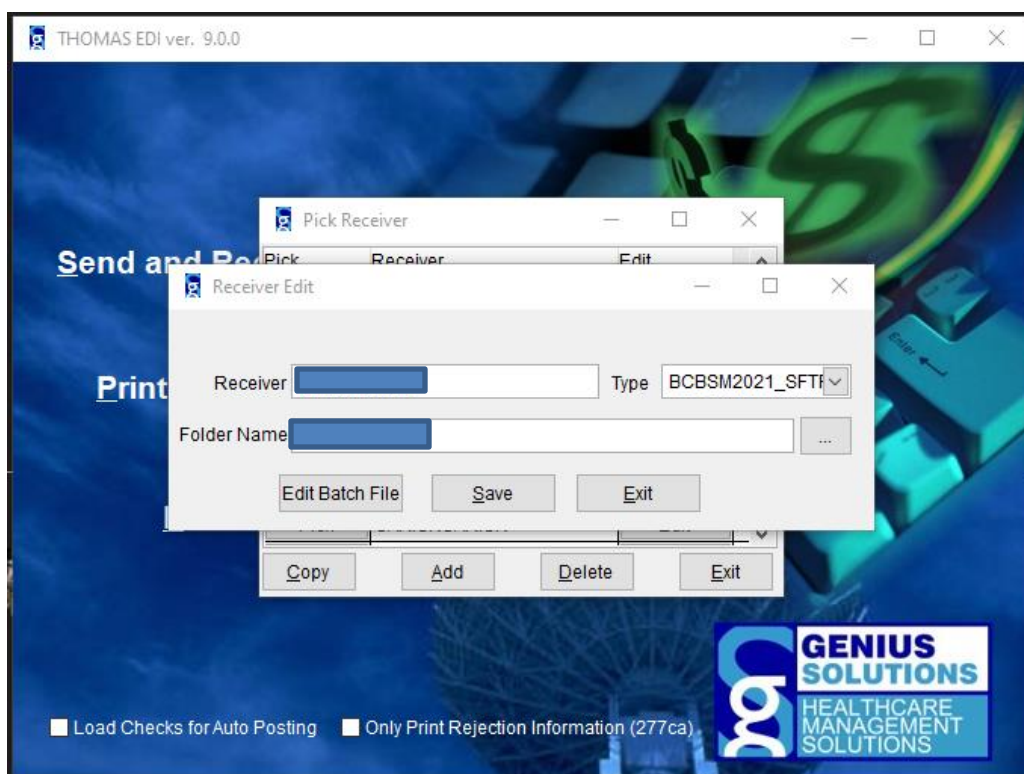 THOMAS EDI ver. 9.0.0
Pick Receiver
Send and Re
Pick Receiver Edit
Receiver Edit
Print
Receiver
Type BCBSM2021_SFTP
Folder Name
...
Edit Batch File Save Exit
Copy Add Delete Exit
GENIUS
SOLUTIONS
HEALTHCARE
MANAGEMENT
SOLUTIONS
Load Checks for Auto Posting
Only Print Rejection Information (277ca)
Enter